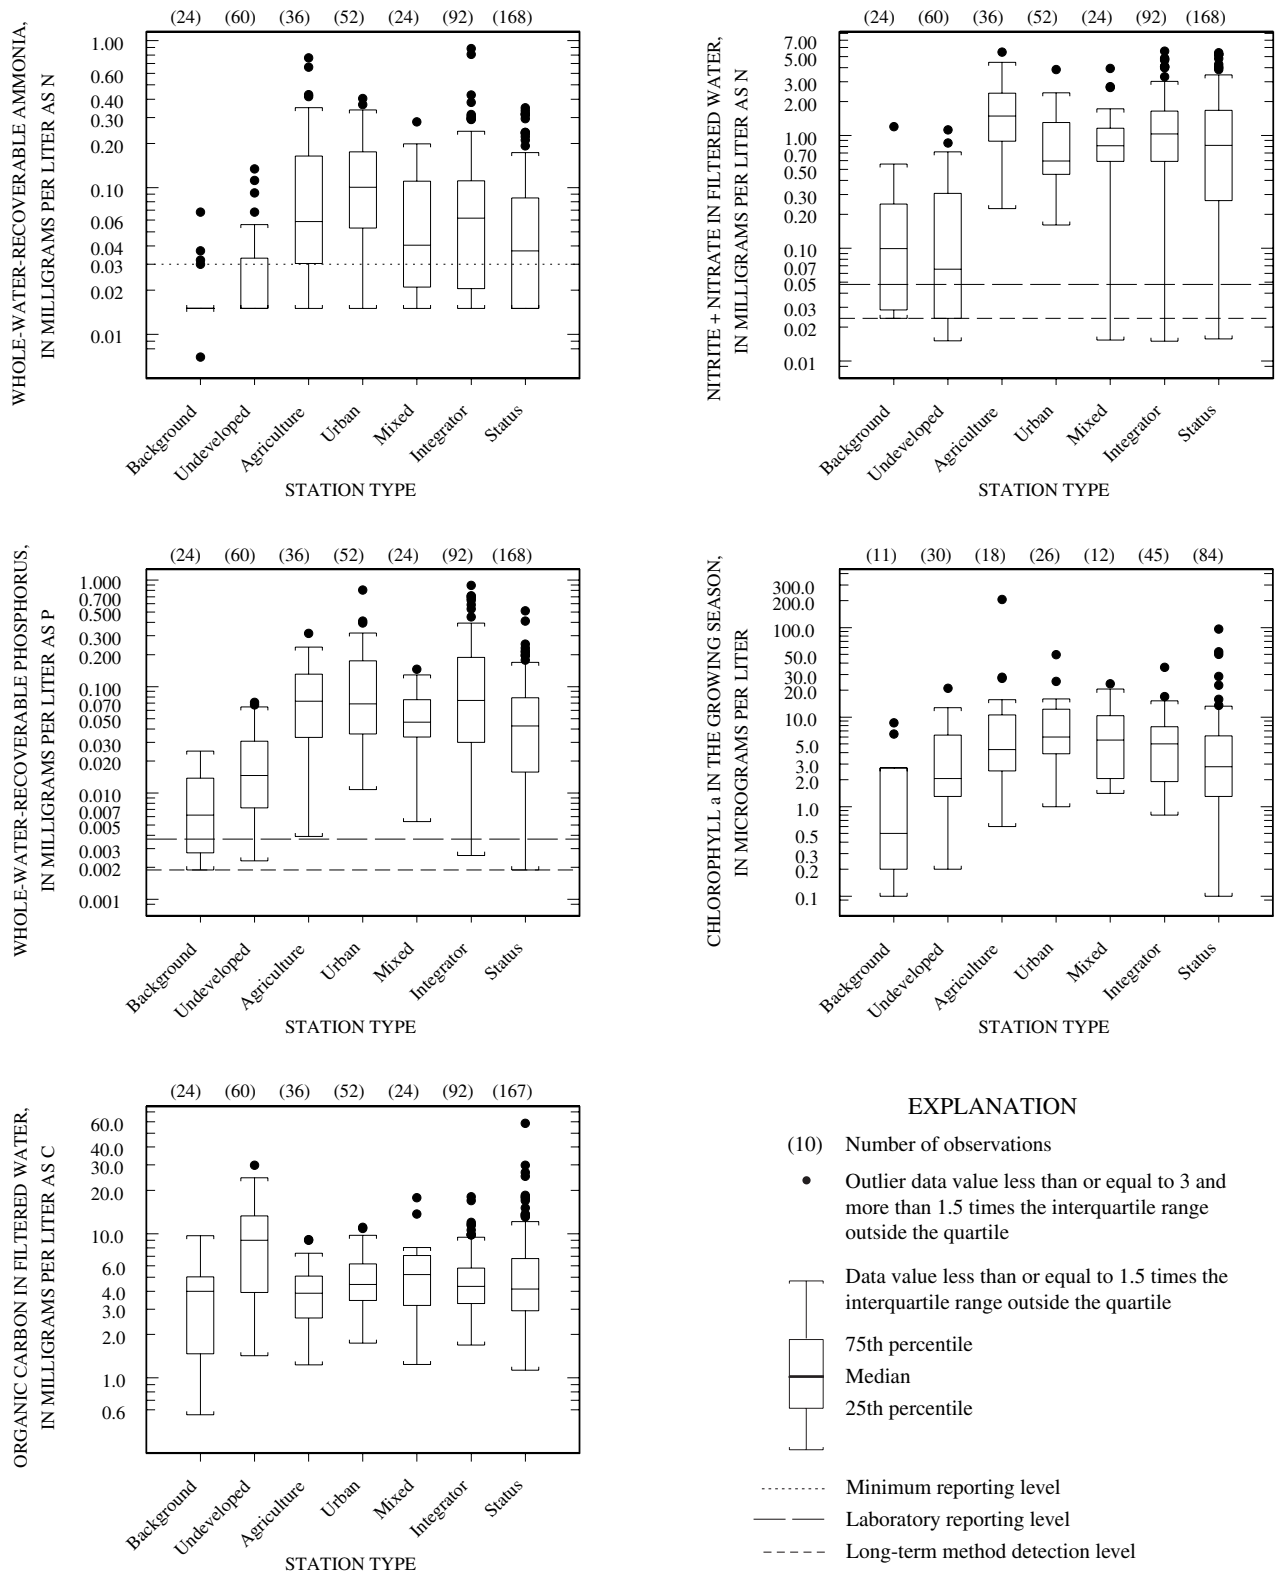 (24) (60) (36) (52) (24) (92) (168)
WHOLE-WATER-RECOVERABLE AMMONIA,
IN MILLIGRAMS PER LITER AS N
1.00
0.60
0.40
0.30
0.20
0.10
0.06
0.04
0.03
0.02
0.01
Background
Undeveloped
Agriculture
Urban
Mixed
Integrator
Status
STATION TYPE
(24) (60) (36) (52) (24) (92) (168)
NITRITE + NITRATE IN FILTERED WATER,
IN MILLIGRAMS PER LITER AS N
7.00
5.00
3.00
2.00
1.00
0.70
0.50
0.30
0.20
0.10
0.07
0.05
0.03
0.02
0.01
Background
Undeveloped
Agriculture
Urban
Mixed
Integrator
Status
STATION TYPE
(24) (60) (36) (52) (24) (92) (168)
WHOLE-WATER-RECOVERABLE PHOSPHORUS,
IN MILLIGRAMS PER LITER AS P
1.000
0.700
0.500
0.300
0.200
0.100
0.070
0.050
0.030
0.020
0.010
0.007
0.005
0.003
0.002
0.001
Background
Undeveloped
Agriculture
Urban
Mixed
Integrator
Status
STATION TYPE
(11) (30) (18) (26) (12) (45) (84)
CHLOROPHYLL a IN THE GROWING SEASON,
IN MICROGRAMS PER LITER
300.0
200.0
100.0
50.0
30.0
20.0
10.0
5.0
3.0
2.0
1.0
0.5
0.3
0.2
0.1
Background
Undeveloped
Agriculture
Urban
Mixed
Integrator
Status
STATION TYPE
(24) (60) (36) (52) (24) (92) (167)
ORGANIC CARBON IN FILTERED WATER,
IN MILLIGRAMS PER LITER AS C
60.0
40.0
30.0
20.0
10.0
6.0
4.0
3.0
2.0
1.0
0.6
Background
Undeveloped
Agriculture
Urban
Mixed
Integrator
Status
STATION TYPE
EXPLANATION
(10) Number of observations
Outlier data value less than or equal to 3 and
more than 1.5 times the interquartile range
outside the quartile
Data value less than or equal to 1.5 times the
interquartile range outside the quartile
75th percentile
Median
25th percentile
Minimum reporting level
Laboratory reporting level
Long-term method detection level